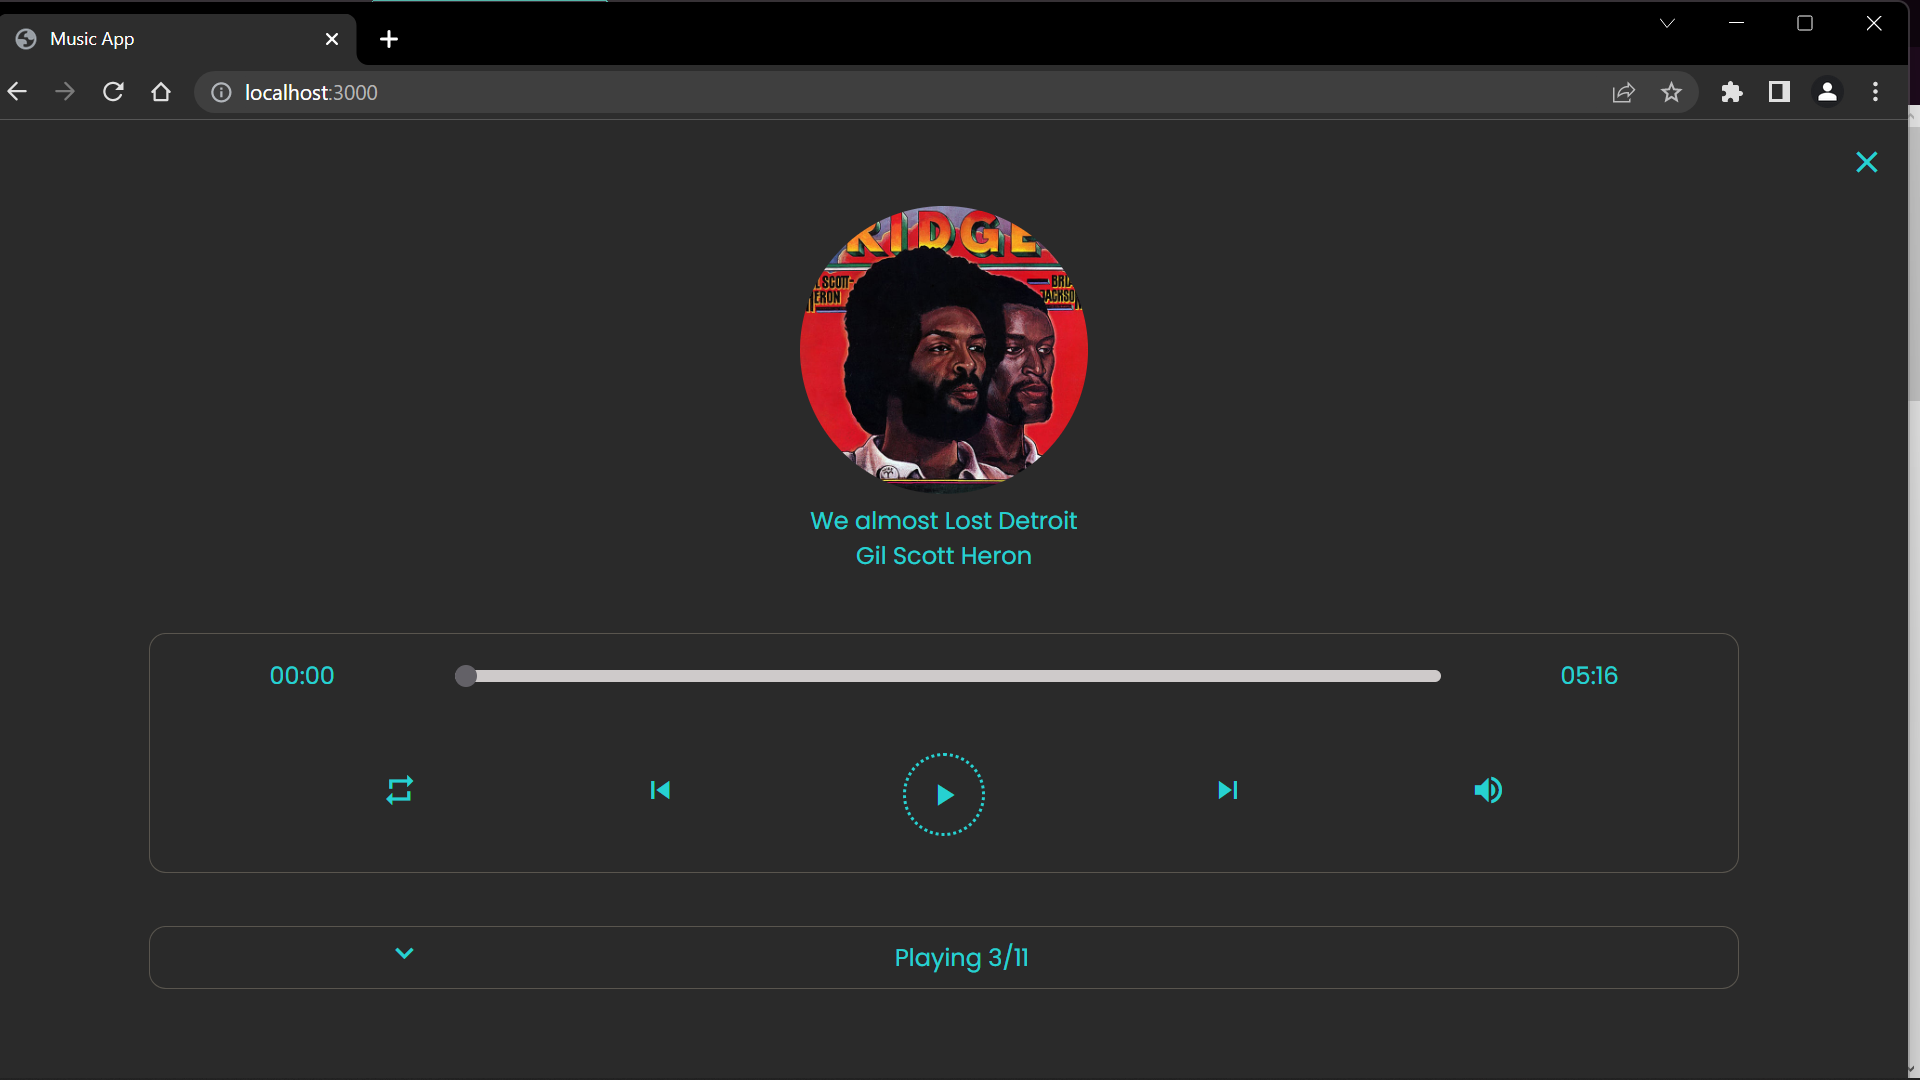 Music App
localhost:3000
RIDGE
SCOTT-
BRI
ERON
JACKSO
We almost Lost Detroit
Gil Scott Heron
00:00
05:16
Playing 3/11